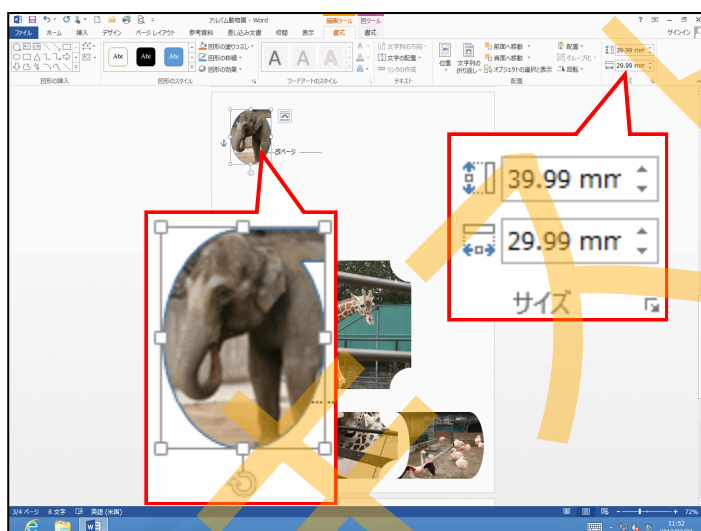 アルバム動物園 - Word
描画ツール 図ツール
サインイン
ファイル ホーム 挿入 デザイン ページ レイアウト 参考資料 差し込み文書 校閲 表示 書式 書式
図形の塗りつぶし
図形の枠線
図形の効果
Abc Abc Abc
A A A
文字列の方向
文字の配置
リンクの作成
位置 文字列の折り返し
前面へ移動
背面へ移動
オブジェクトの選択と表示
配置
グループ化
回転
39.99 mm
29.99 mm
図形の挿入 図形のスタイル ワードアートのスタイル テキスト 配置
改ページ
39.99 mm
29.99 mm
サイズ
3/4 ページ 8 文字 英語 (米国) 72%
11:52